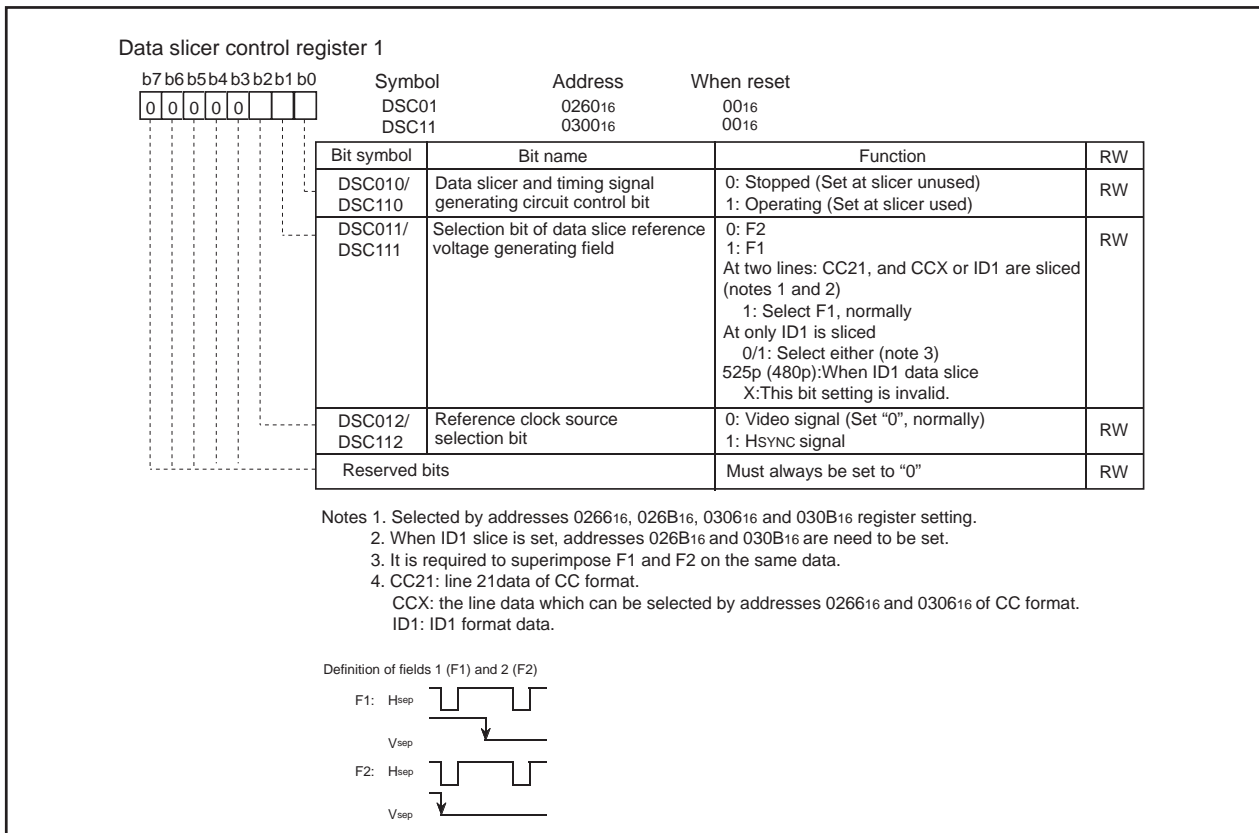 Data slicer control register 1
b7 b6 b5 b4 b3 b2 b1 b0 Symbol Address When reset
0 0 0 0 0 DSC01 026016 0016
DSC11 030016 0016
Bit symbol Bit name Function RW
DSC010/ Data slicer and timing signal 0: Stopped (Set at slicer unused) RW
DSC110 generating circuit control bit 1: Operating (Set at slicer used)
DSC011/ Selection bit of data slice reference 0: F2 RW
DSC111 voltage generating field 1: F1
At two lines: CC21, and CCX or ID1 are sliced
(notes 1 and 2)
1: Select F1, normally
At only ID1 is sliced
0/1: Select either (note 3)
525p (480p):When ID1 data slice
X:This bit setting is invalid.
DSC012/ Reference clock source 0: Video signal (Set “0”, normally) RW
DSC112 selection bit 1: HSYNC signal
Reserved bits Must always be set to “0” RW
Notes 1. Selected by addresses 026616, 026B16, 030616 and 030B16 register setting.
2. When ID1 slice is set, addresses 026B16 and 030B16 are need to be set.
3. It is required to superimpose F1 and F2 on the same data.
4. CC21: line 21data of CC format.
CCX: the line data which can be selected by addresses 026616 and 030616 of CC format.
ID1: ID1 format data.
Definition of fields 1 (F1) and 2 (F2)
F1: Hsep
Vsep
F2: Hsep
Vsep